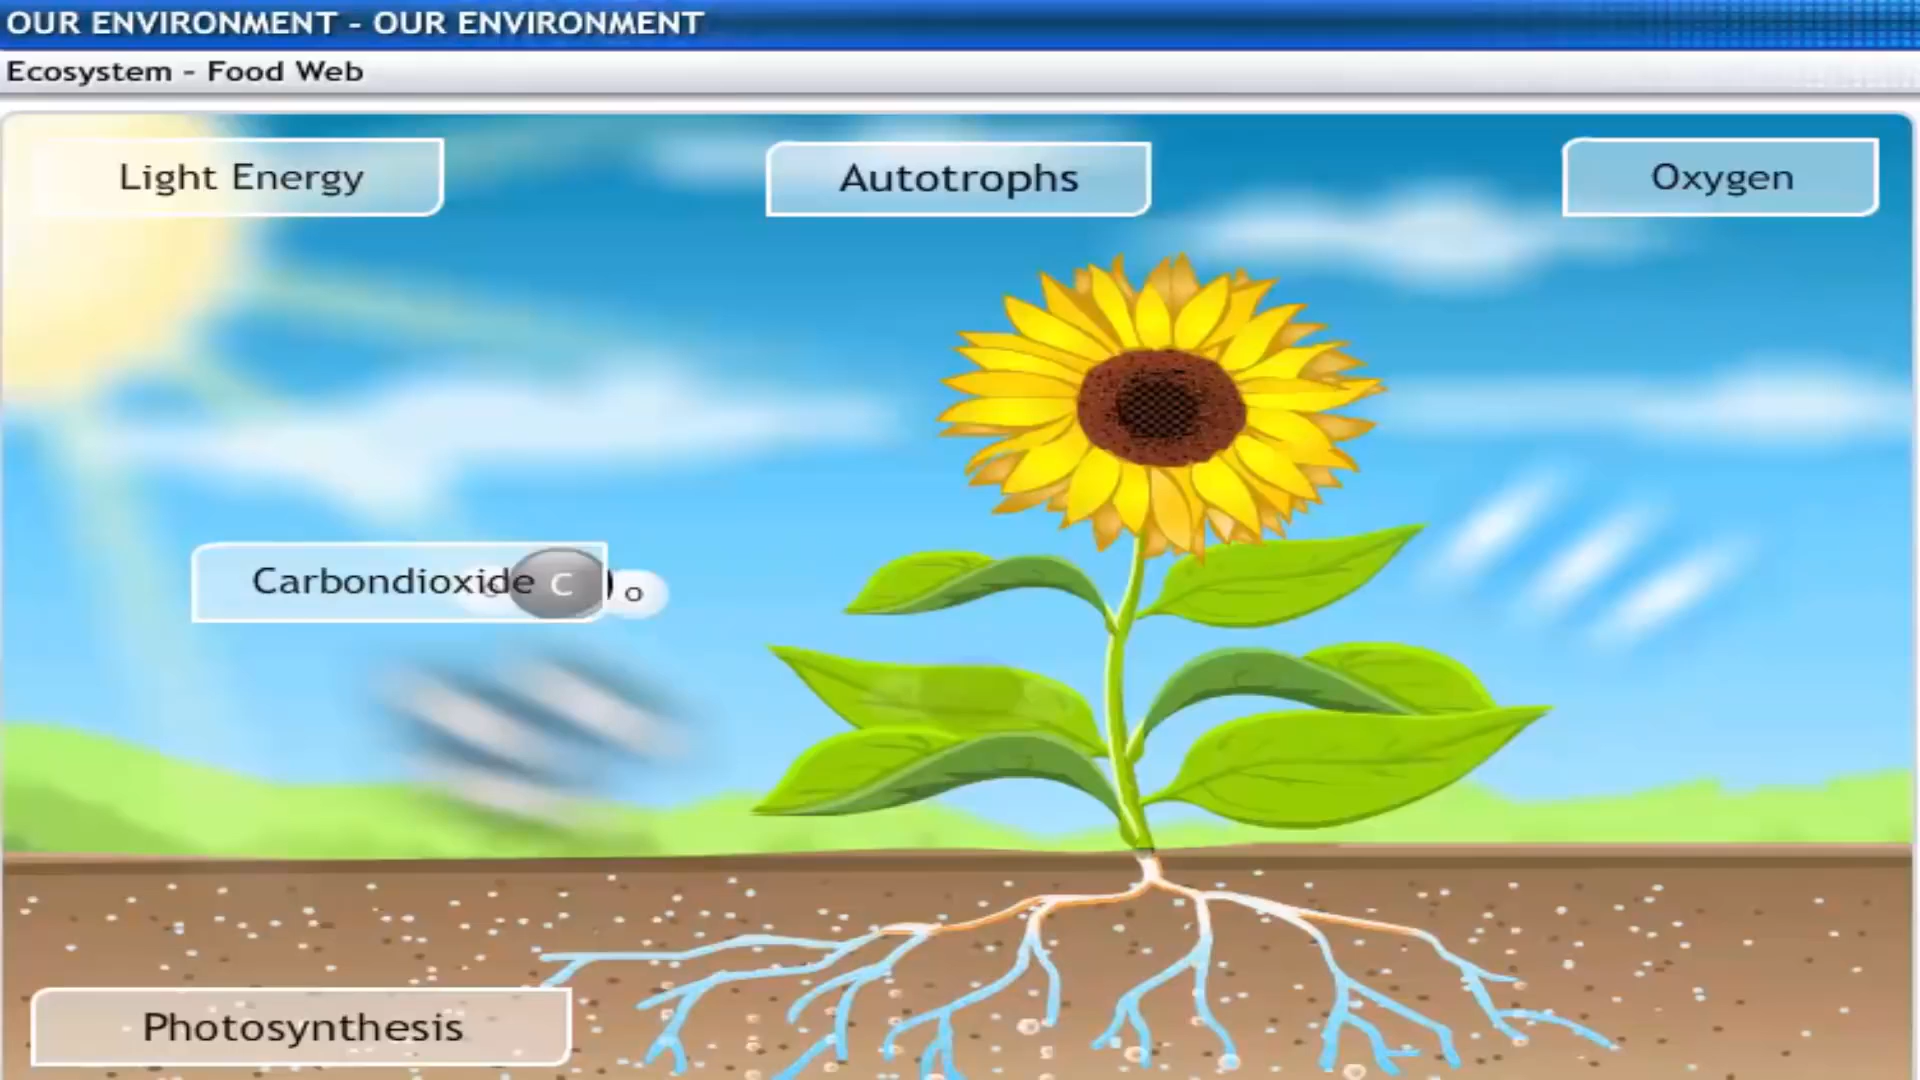 OUR ENVIRONMENT - OUR ENVIRONMENT
Ecosystem - Food Web
Light Energy
Autotrophs
Oxygen
Carbondioxide
C
o
Photosynthesis